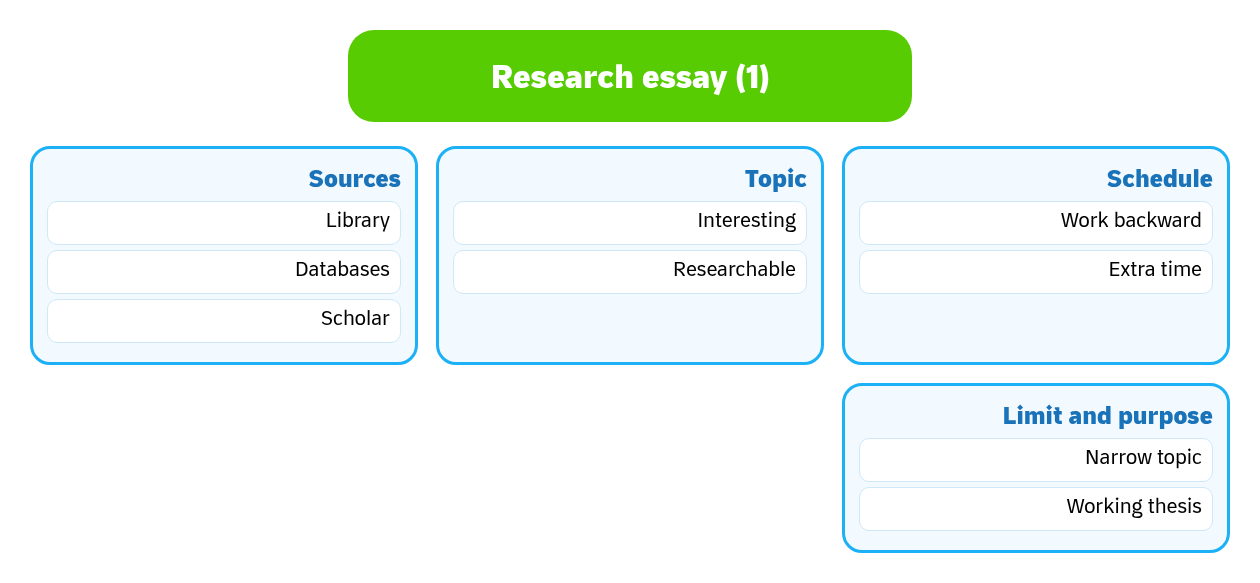 Research essay (1)
Schedule
Work backward
Extra time
Topic
Interesting
Researchable
Sources
Library
Databases
Scholar
Limit and purpose
Narrow topic
Working thesis